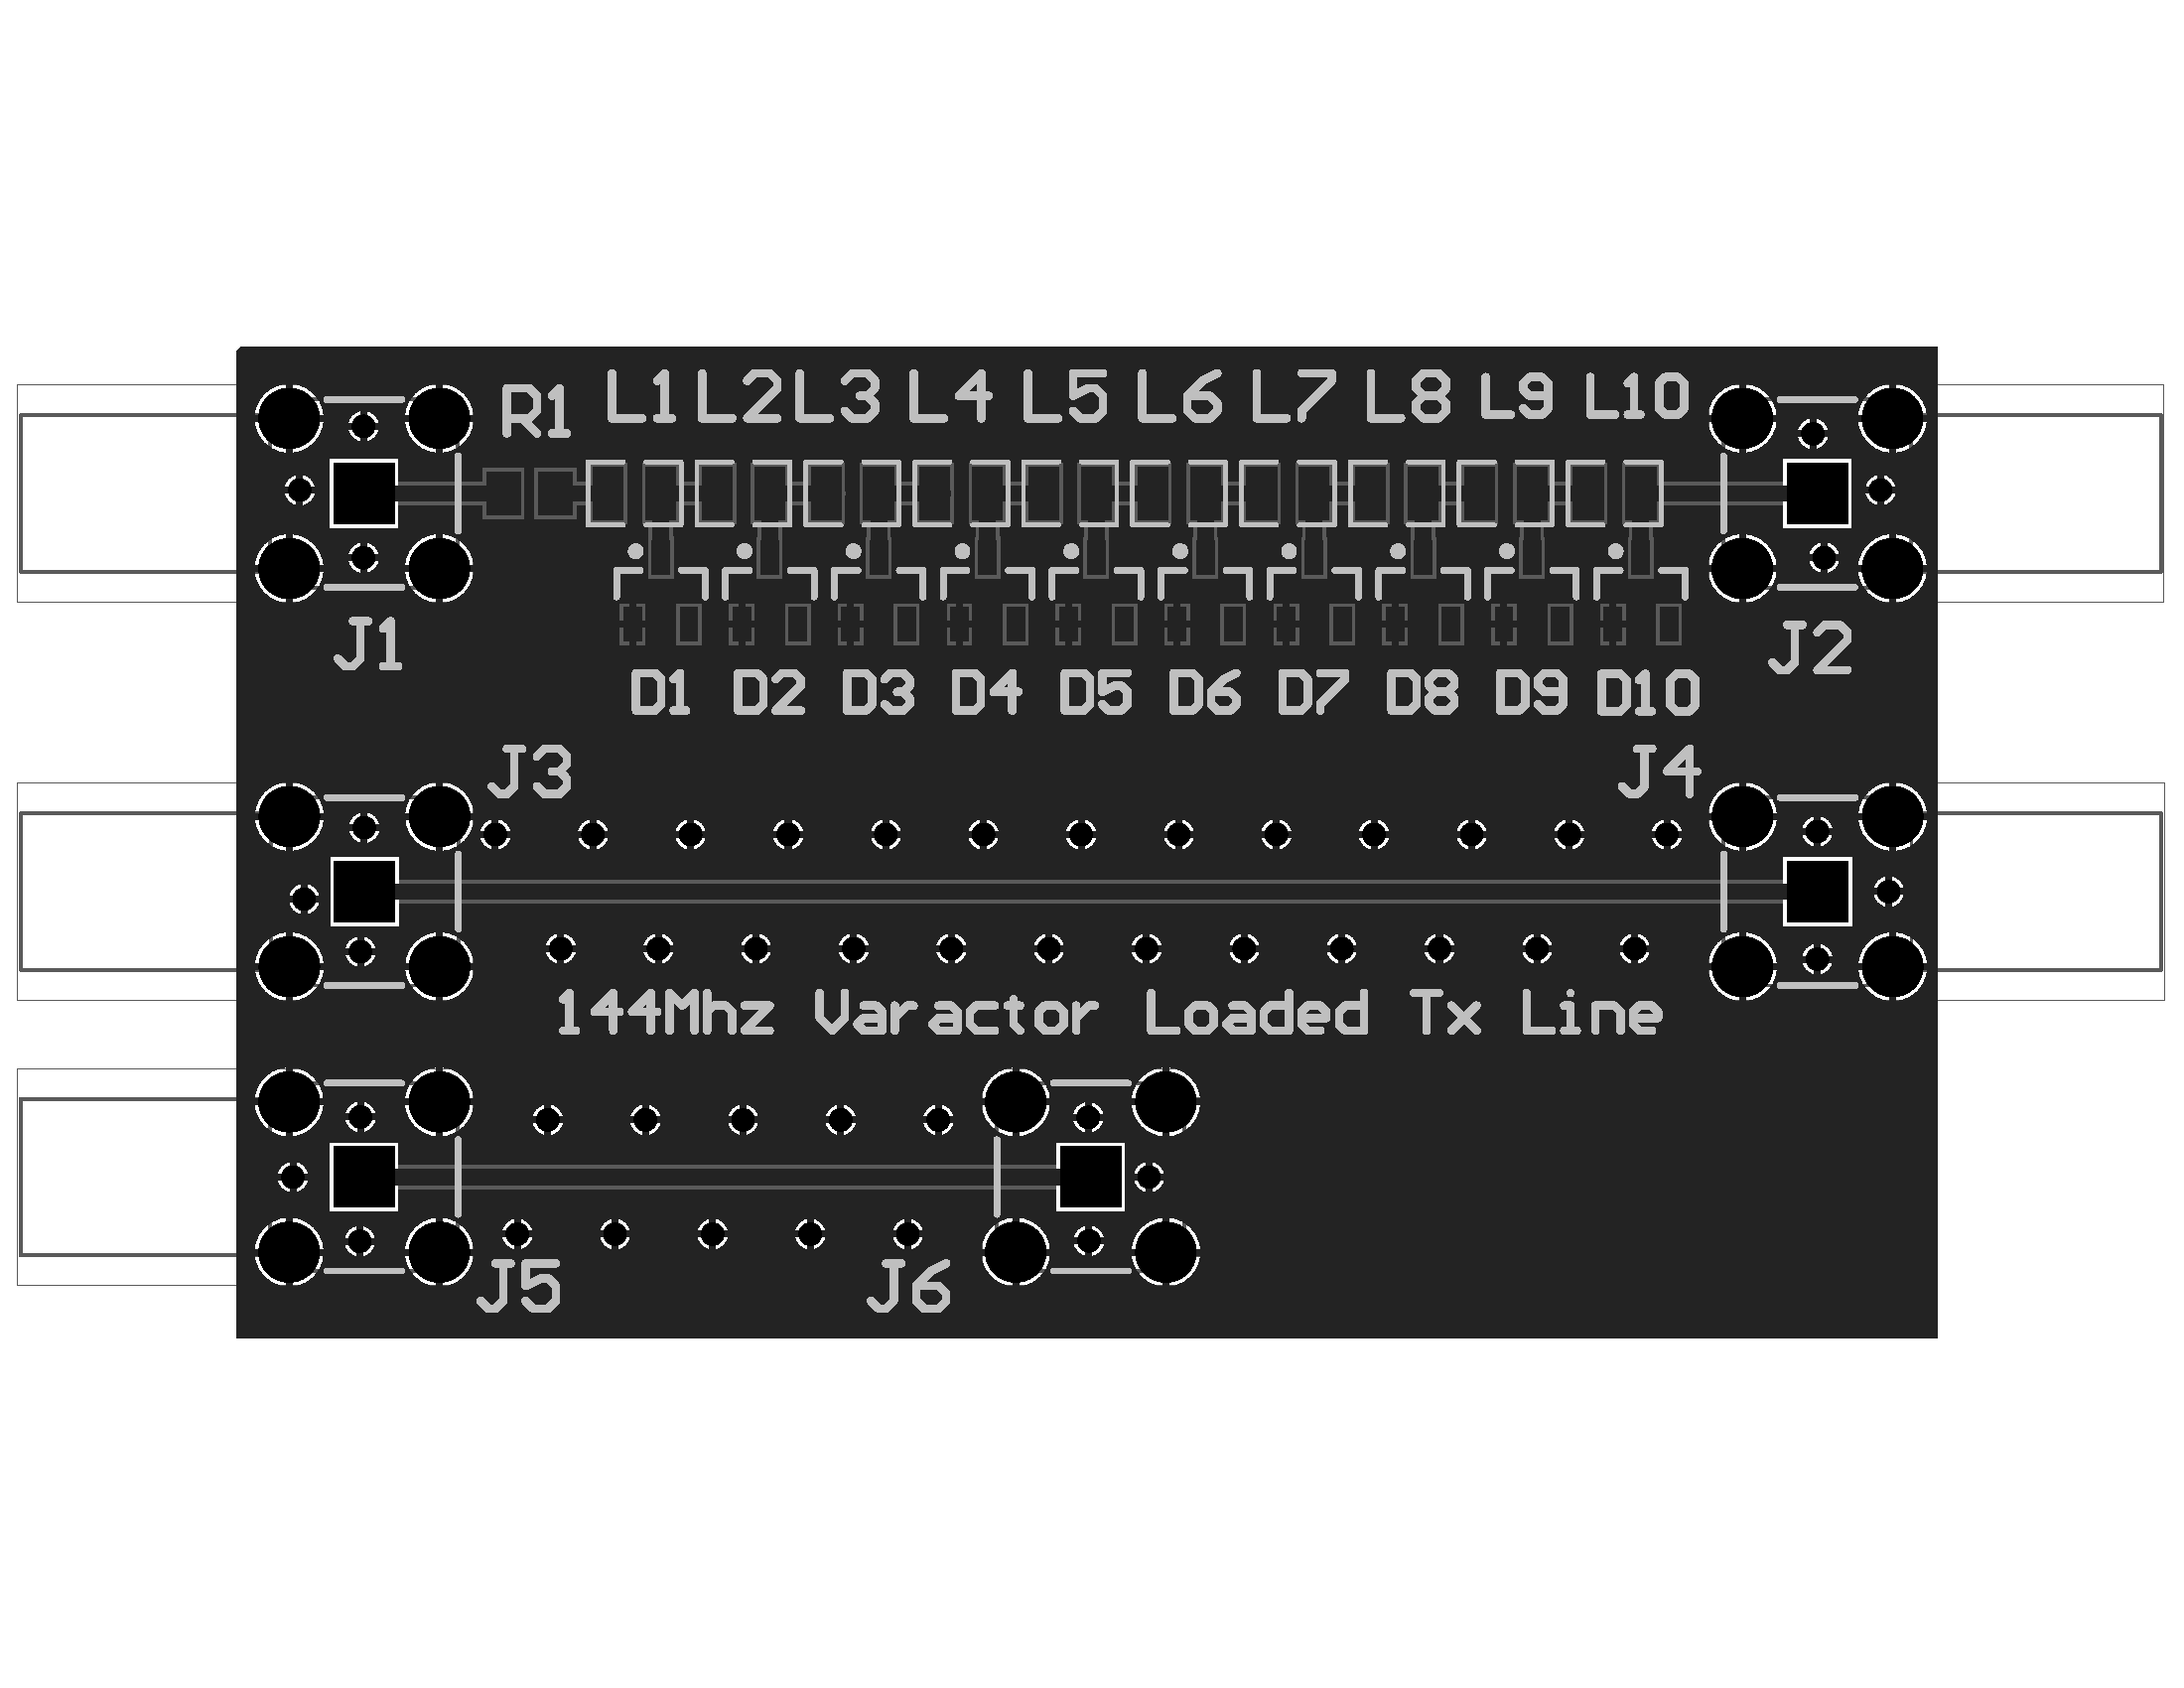 R1 L1 L2 L3 L4 L5 L6 L7 L8 L9 L10
J1 J2
D1 D2 D3 D4 D5 D6 D7 D8 D9 D10
J3 J4
144Mhz Varactor Loaded Tx Line
J5 J6